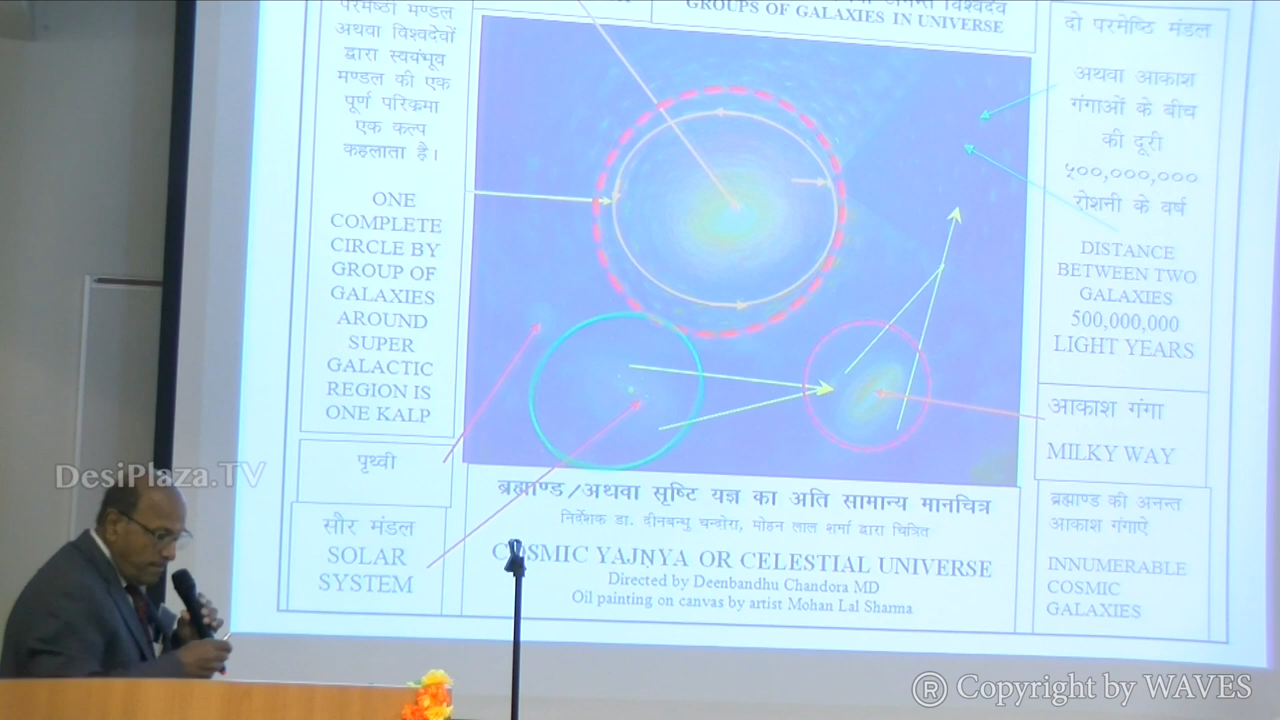 परमेष्ठी मण्डल
अथवा विश्वदेवों
द्वारा स्वयंभूव
मण्डल की एक
पूर्ण परिक्रमा
एक कल्प
कहलाता है।
ONE
COMPLETE
CIRCLE BY
GROUP OF
GALAXIES
AROUND
SUPER
GALACTIC
REGION IS
ONE KALP
पृथ्वी
सौर मंडल
SOLAR
SYSTEM
अनन्त विश्वदेव
GROUPS OF GALAXIES IN UNIVERSE
ब्रह्माण्ड/अथवा सृष्टि यज्ञ का अति सामान्य मानचित्र
निर्देशक डा. दीनबन्धु चन्दोरा, मोहन लाल शर्मा द्वारा चित्रित
COSMIC YAJNYA OR CELESTIAL UNIVERSE
Directed by Deenbandhu Chandora MD
Oil painting on canvas by artist Mohan Lal Sharma
दो परमेष्टि मंडल
अथवा आकाश
गंगाओं के बीच
की दूरी
५००,०००,०००
रोशनी के वर्ष
DISTANCE
BETWEEN TWO
GALAXIES
500,000,000
LIGHT YEARS
आकाश गंगा
MILKY WAY
ब्रह्माण्ड की अनन्त
आकाश गंगाऐं
INNUMERABLE
COSMIC
GALAXIES
DesiPlaza.TV
® Copyright by WAVES